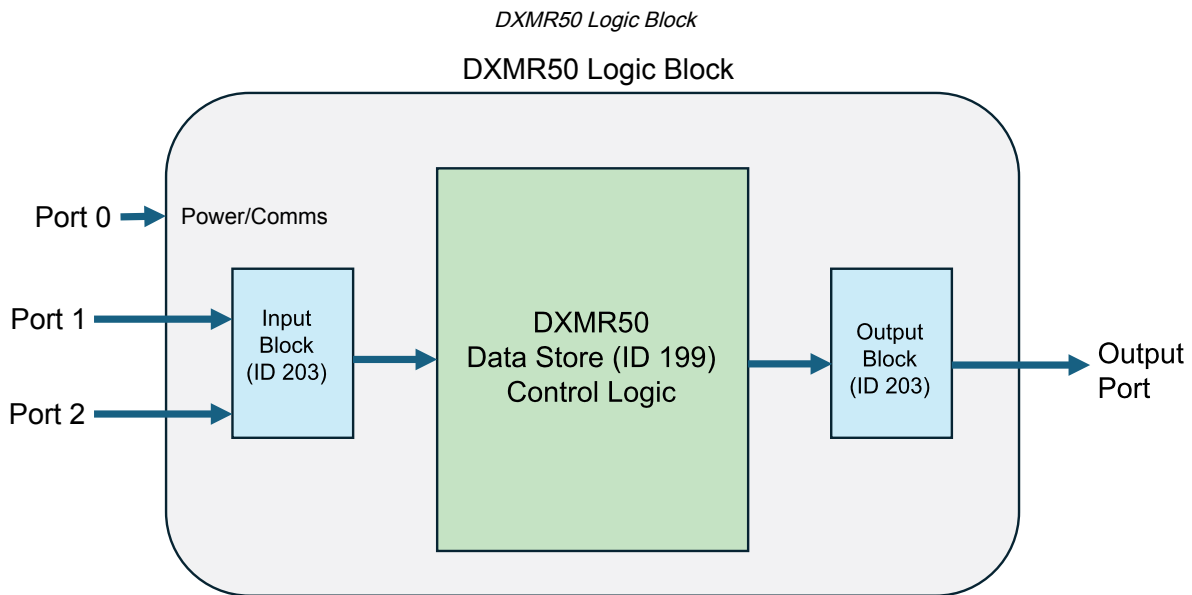 DXMR50 Logic Block
DXMR50 Logic Block
Port 0
Power/Comms
Port 1
Port 2
Input
Block
(ID 203)
DXMR50
Data Store (ID 199)
Control Logic
Output
Block
(ID 203)
Output
Port